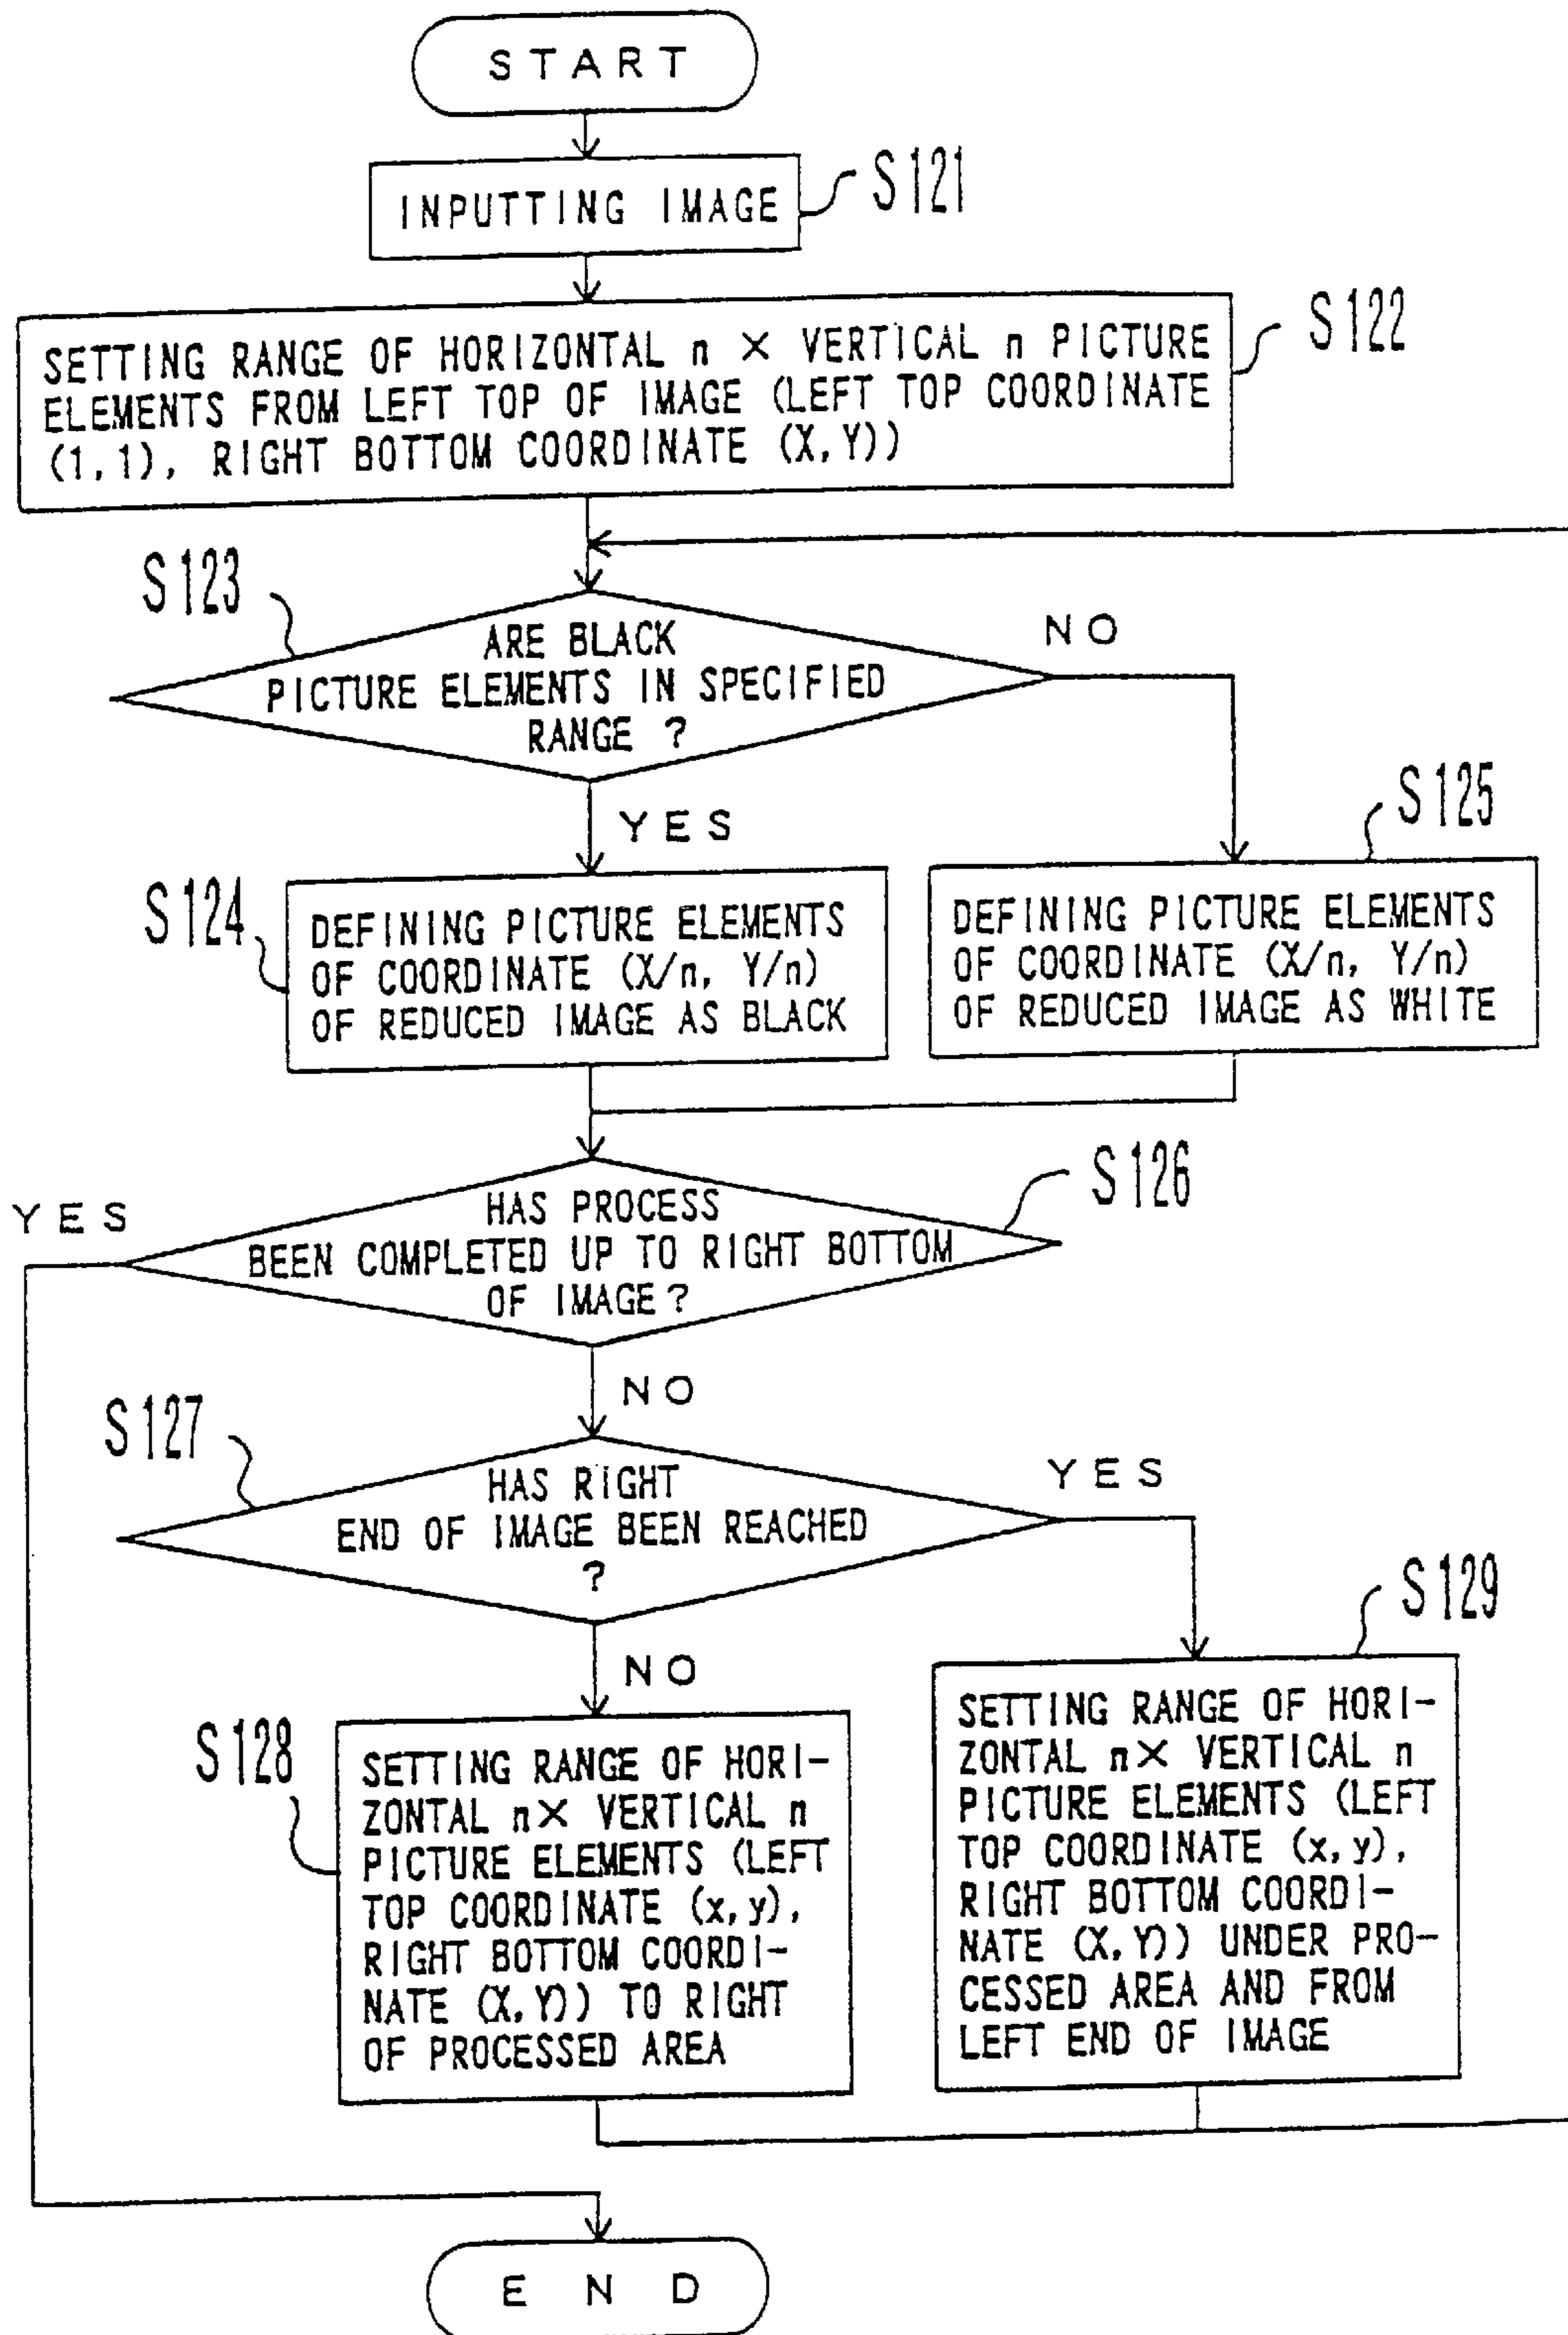 START
INPUTTING IMAGE
S121
SETTING RANGE OF HORIZONTAL n × VERTICAL n PICTURE
ELEMENTS FROM LEFT TOP OF IMAGE (LEFT TOP COORDINATE
(1,1), RIGHT BOTTOM COORDINATE (X,Y))
S122
S123
ARE BLACK
PICTURE ELEMENTS IN SPECIFIED
RANGE ?
NO
YES
S124
DEFINING PICTURE ELEMENTS
OF COORDINATE (X/n, Y/n)
OF REDUCED IMAGE AS BLACK
S125
DEFINING PICTURE ELEMENTS
OF COORDINATE (X/n, Y/n)
OF REDUCED IMAGE AS WHITE
S126
YES
HAS PROCESS
BEEN COMPLETED UP TO RIGHT BOTTOM
OF IMAGE?
NO
S127
HAS RIGHT
END OF IMAGE BEEN REACHED
?
YES
NO
S128
SETTING RANGE OF HORI-
ZONTAL n× VERTICAL n
PICTURE ELEMENTS (LEFT
TOP COORDINATE (x,y),
RIGHT BOTTOM COORDI-
NATE (X,Y)) TO RIGHT
OF PROCESSED AREA
S129
SETTING RANGE OF HORI-
ZONTAL n× VERTICAL n
PICTURE ELEMENTS (LEFT
TOP COORDINATE (x,y),
RIGHT BOTTOM COORDI-
NATE (X,Y)) UNDER PRO-
CESSED AREA AND FROM
LEFT END OF IMAGE
END